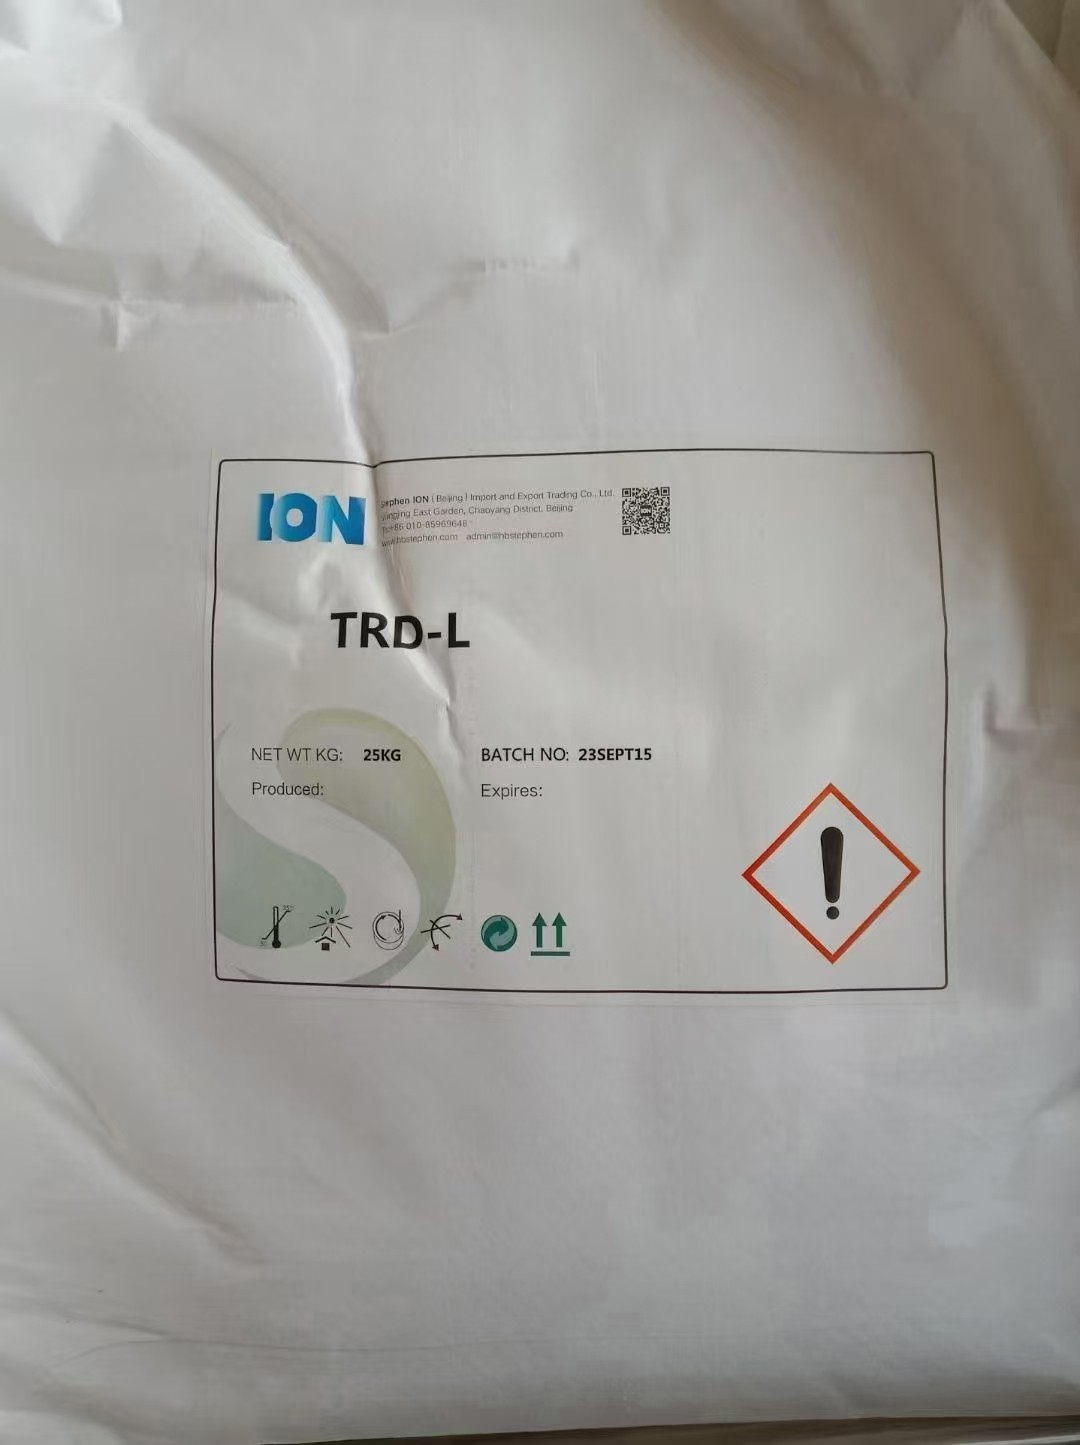 ION
Stephen ION | Beijing | Import and Export Trading Co., Ltd.
East Garden, Chaoyang District, Beijing
+86 010-85969648
www.hbstephen.com admin@hbstephen.com
TRD-L
NET WT KG: 25KG
BATCH NO: 23SEPT15
Produced:
Expires: